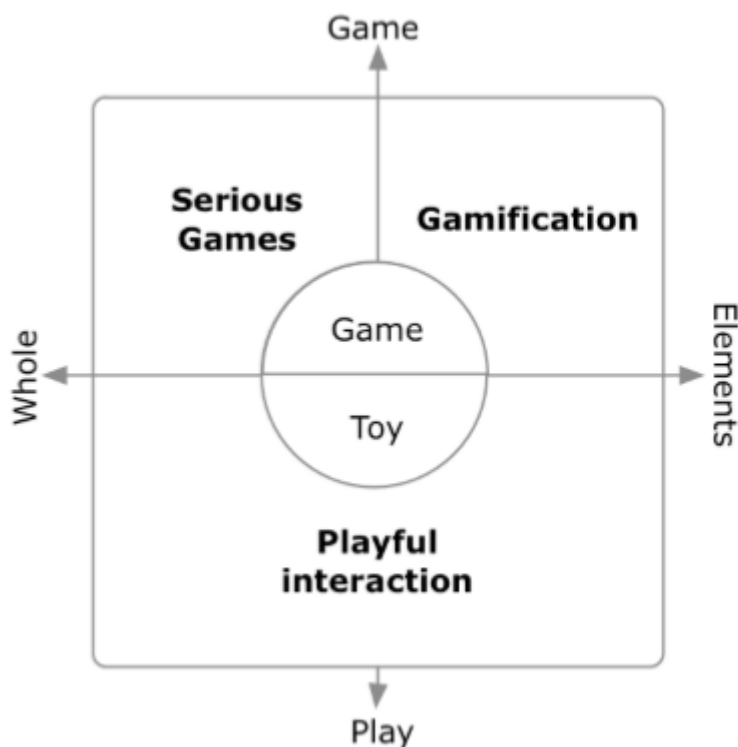 Game
Serious
Games
Gamification
Game
Whole
Elements
Toy
Playful
interaction
Play